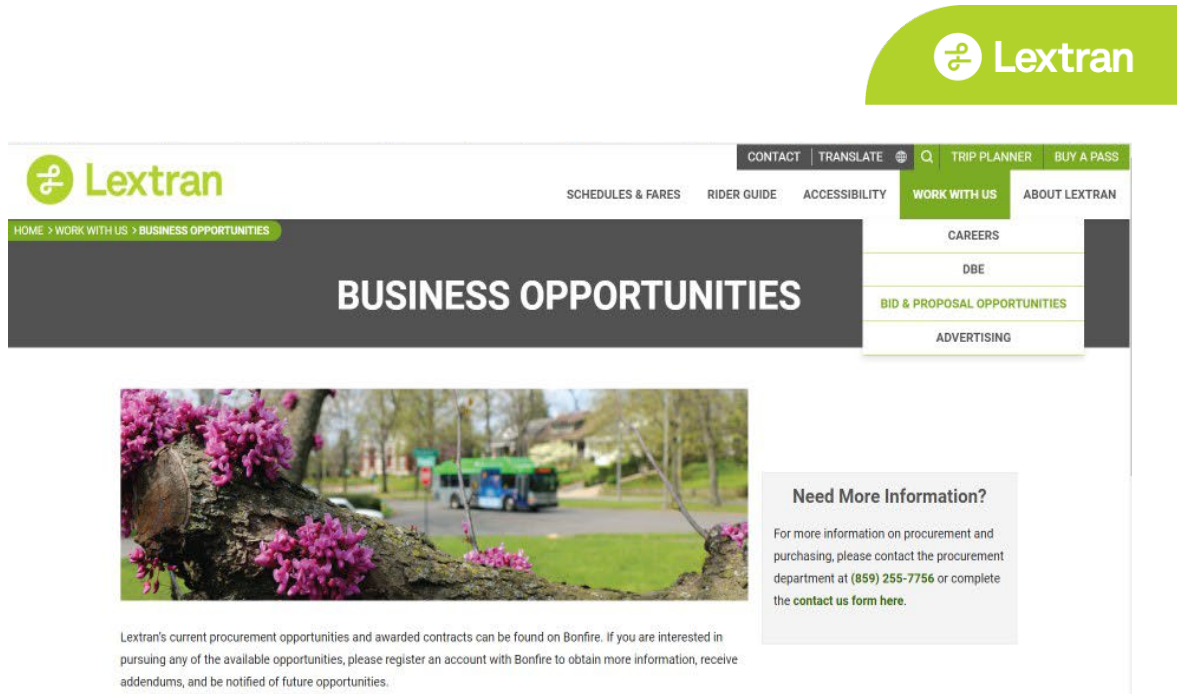 Lextran
Lextran
CONTACT | TRANSLATE TRIP PLANNER BUY A PASS
SCHEDULES & FARES RIDER GUIDE ACCESSIBILITY WORK WITH US ABOUT LEXTRAN
HOME > WORK WITH US > BUSINESS OPPORTUNITIES
CAREERS
DBE
BID & PROPOSAL OPPORTUNITIES
ADVERTISING
BUSINESS OPPORTUNITIES
Need More Information?
For more information on procurement and
purchasing, please contact the procurement
department at (859) 255-7756 or complete
the contact us form here.
Lextran's current procurement opportunities and awarded contracts can be found on Bonfire. If you are interested in
pursuing any of the available opportunities, please register an account with Bonfire to obtain more information, receive
addendums, and be notified of future opportunities.